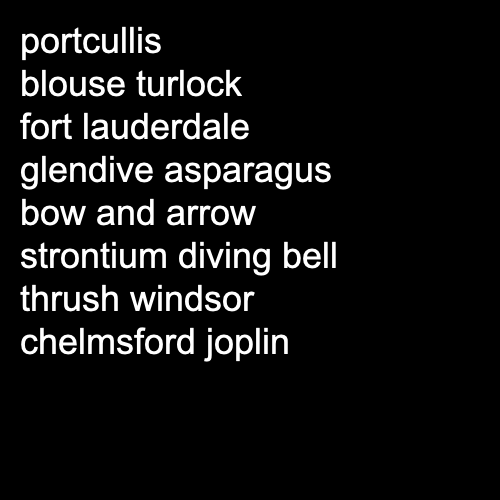 portcullis
blouse turlock
fort lauderdale
glendive asparagus
bow and arrow
strontium diving bell
thrush windsor
chelmsford joplin